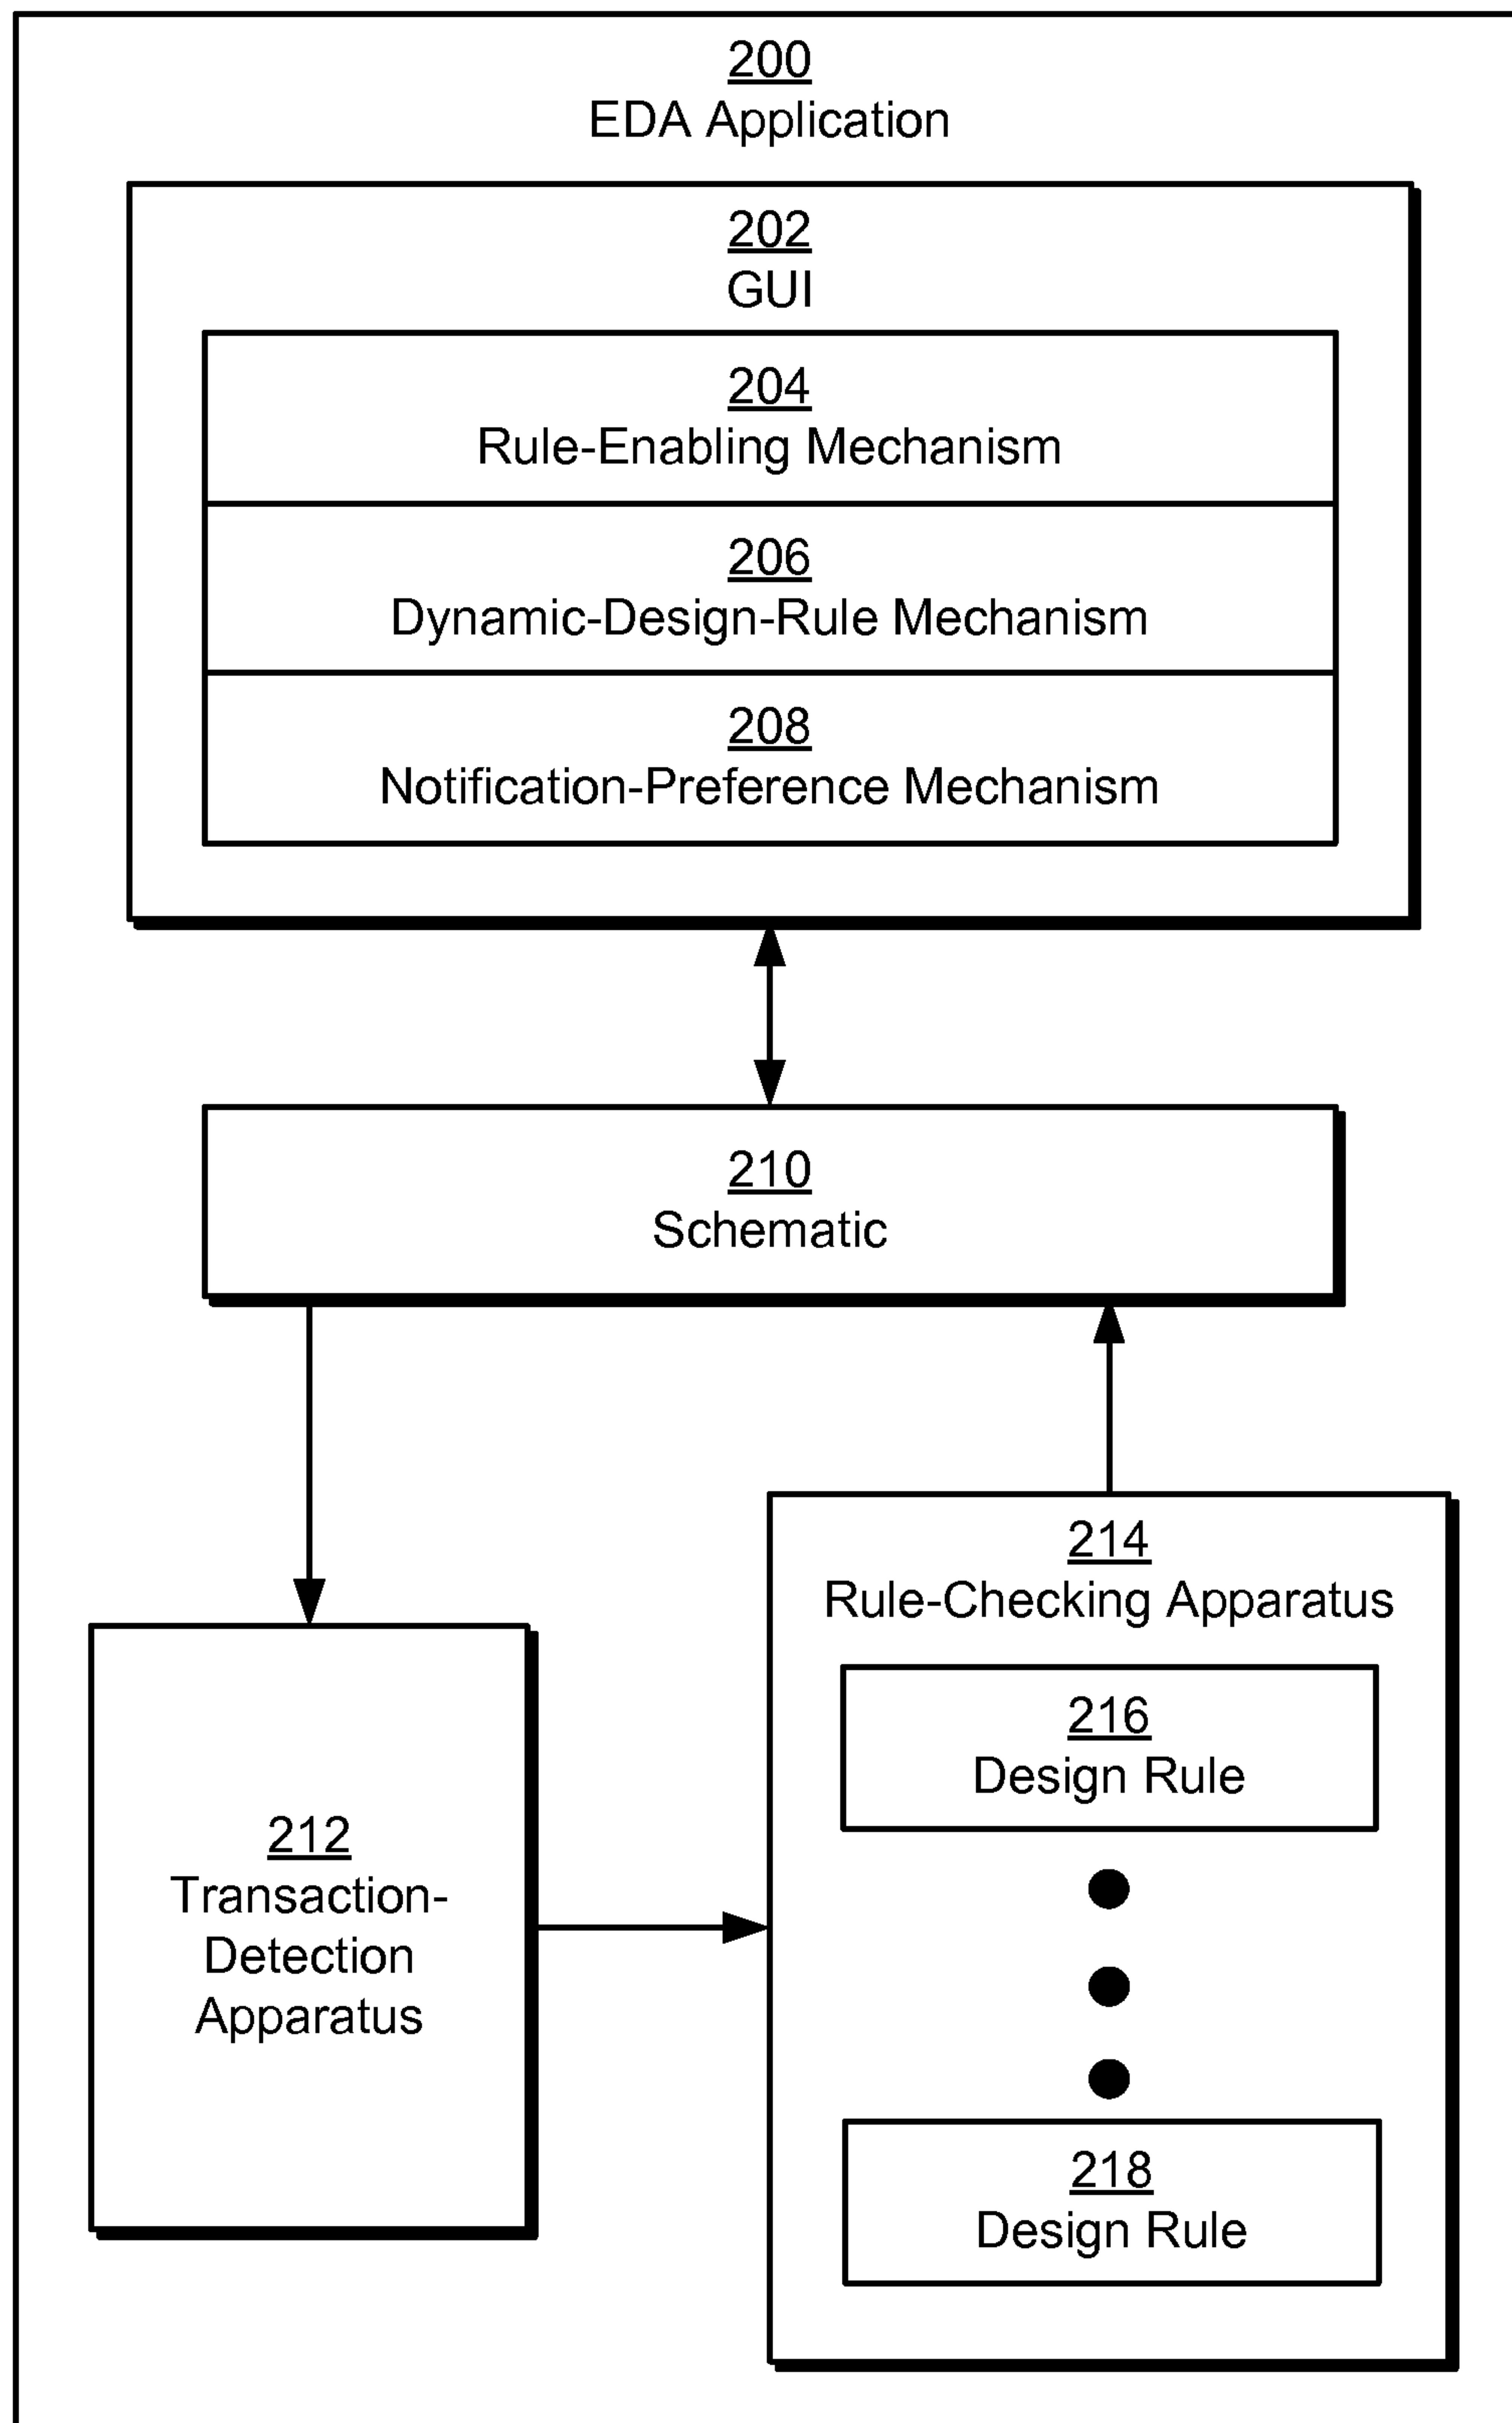 200
EDA Application
202
GUI
204
Rule-Enabling Mechanism
206
Dynamic-Design-Rule Mechanism
208
Notification-Preference Mechanism
210
Schematic
214
Rule-Checking Apparatus
216
Design Rule
212
Transaction-
Detection
Apparatus
218
Design Rule